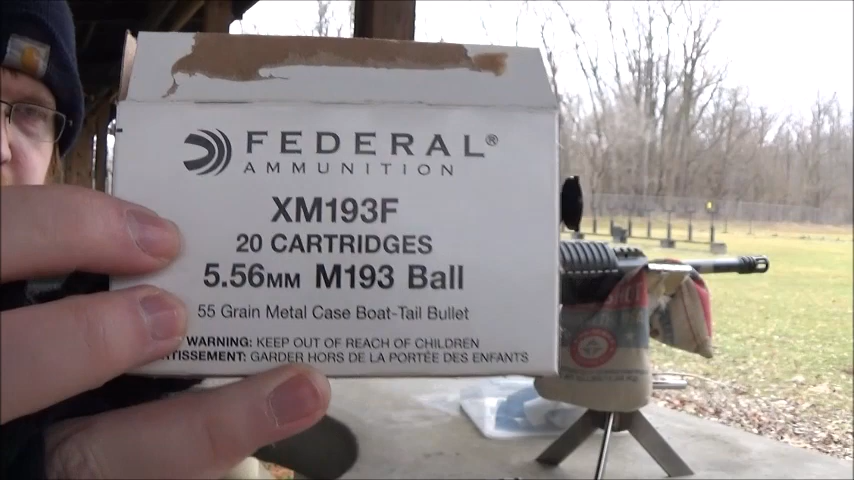 FEDERAL®
AMMUNITION
XM193F
20 CARTRIDGES
5.56MM M193 Ball
55 Grain Metal Case Boat-Tail Bullet
WARNING: KEEP OUT OF REACH OF CHILDREN
GARDER HORS DE LA PORTÉE DES ENFANTS